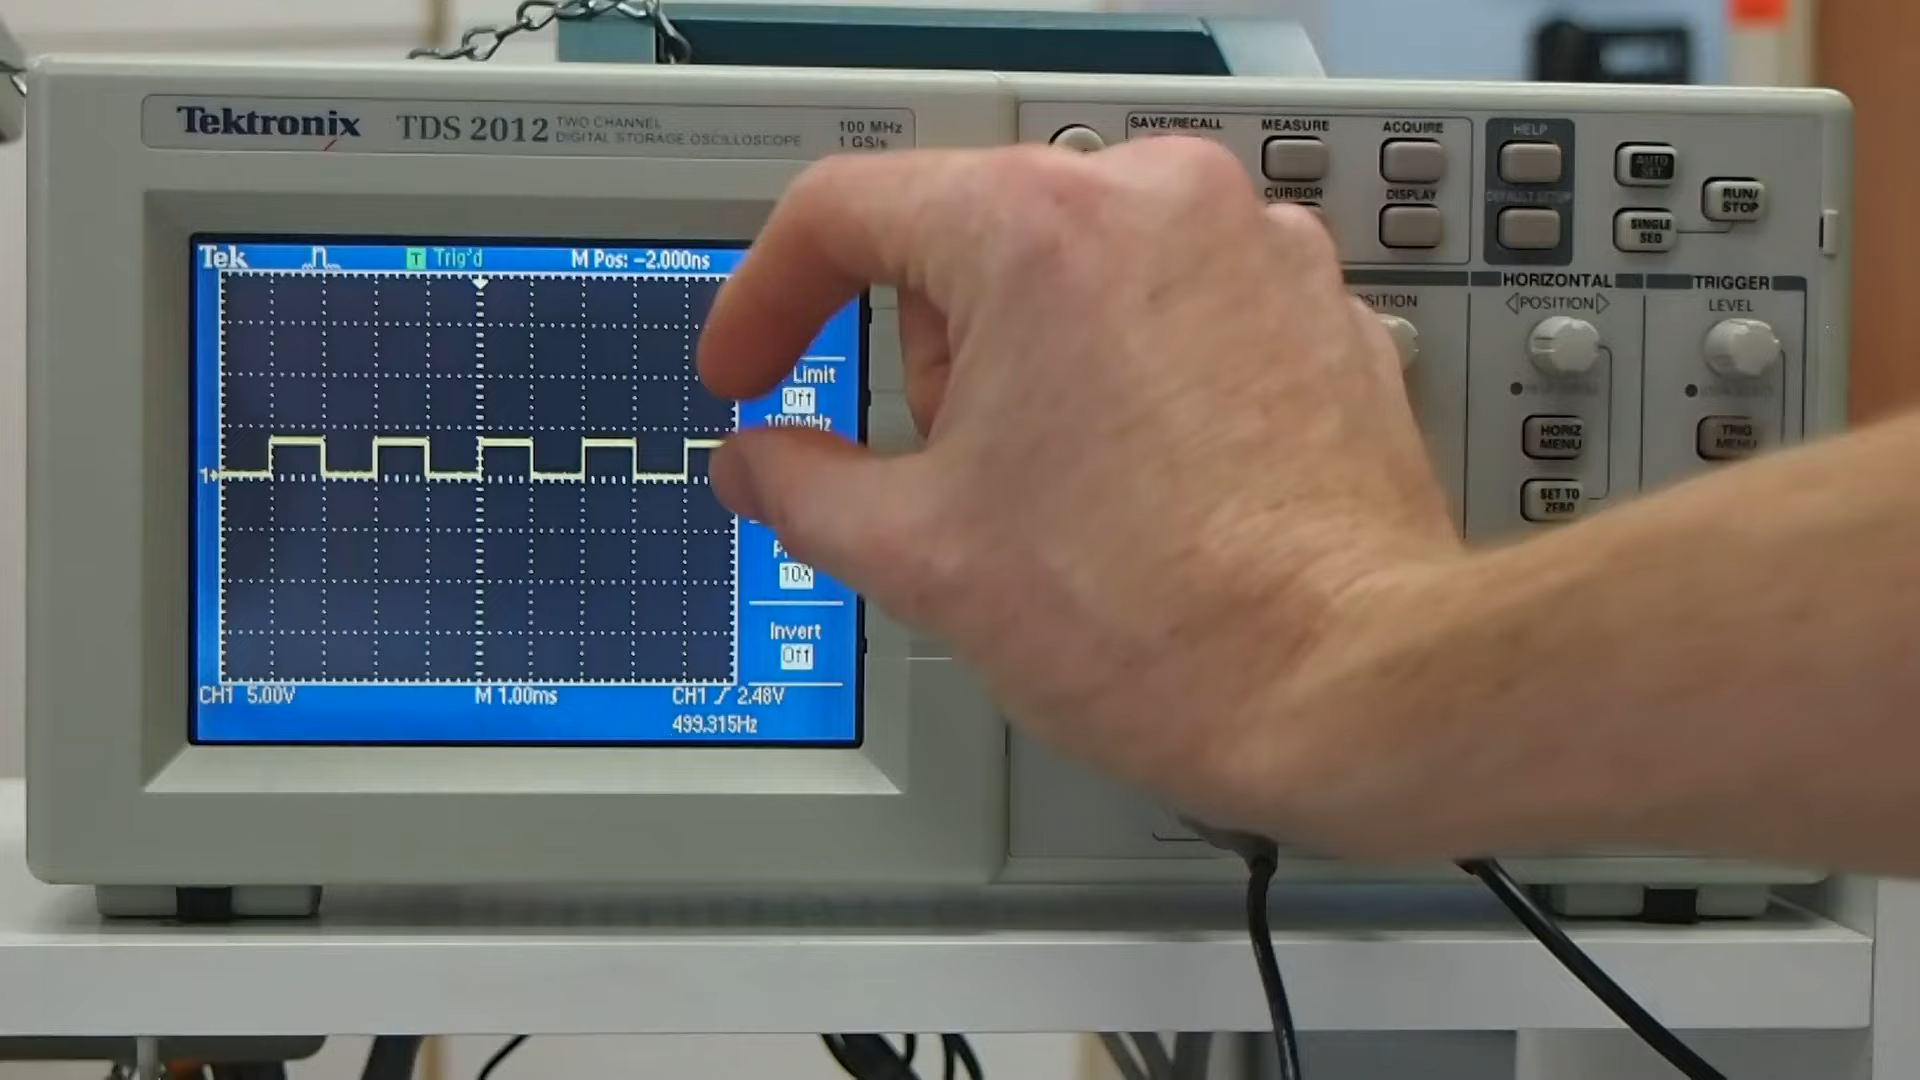 Tektronix TDS 2012 TWO CHANNEL
DIGITAL STORAGE OSCILLOSCOPE
100 MHz
1 GS/s
SAVE/RECALL MEASURE ACQUIRE HELP
CURSOR DISPLAY DEFAULT SETUP
AUTO
SET
RUN/
STOP
SINGLE
SEQ
HORIZONTAL TRIGGER
POSITION LEVEL
HORIZ
MENU
TRIG
MENU
SET TO
ZERO
Tek T Trig'd M Pos: -2.000ns
Limit
Off
100MHz
1
10X
Invert
Off
CH1 5.00V M 1.00ms CH1 2.48V
499.315Hz